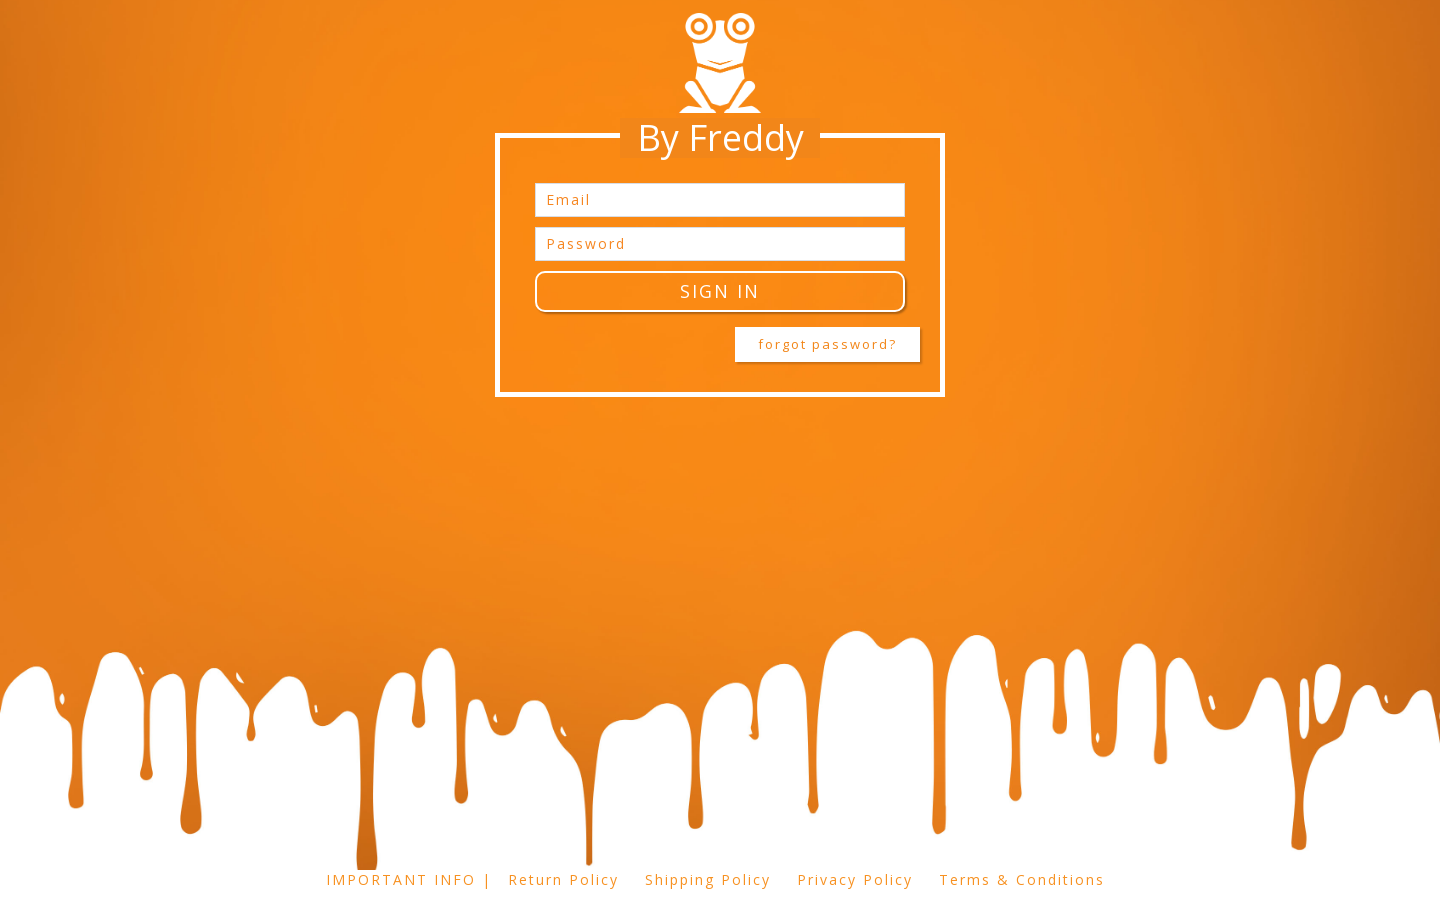 By Freddy
Email
Password
SIGN IN
forgot password?
IMPORTANT INFO | Return Policy Shipping Policy Privacy Policy Terms & Conditions